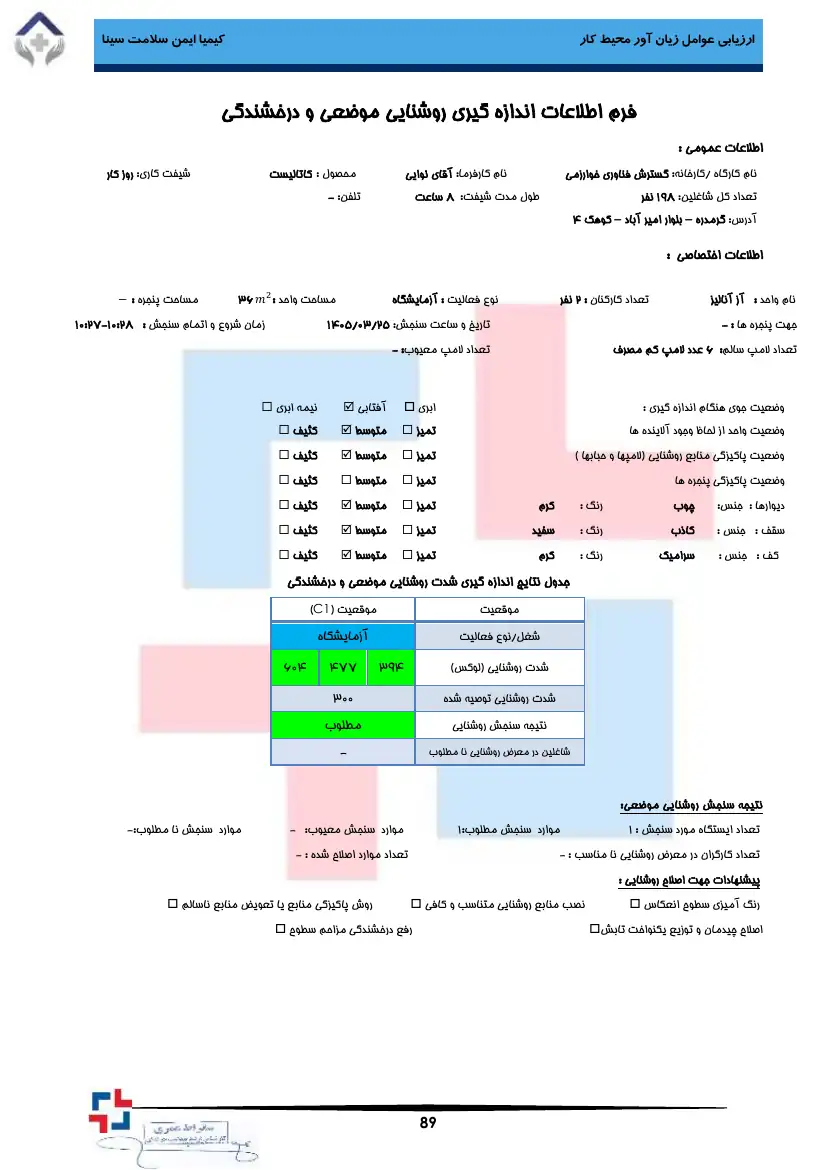 ارزیابی عوامل زیان آور محیط کار کیمیا ایمن سلامت سینا
فرم اطلاعات اندازه گیری روشنایی موضعی و درخشندگی
اطلاعات عمومی :
نام کارگاه /کارخانه: گسترش فناوری خوارزمی نام کارفرما: آقای نوایی محصول : کاتالیست شیفت کاری: روز کار
تعداد کل شاغلین: ۱۹۸ نفر طول مدت شیفت: ۸ ساعت تلفن: -
آدرس: گرمدره – بلوار امیر آباد – کوهک ۴
اطلاعات اختصاصی :
نام واحد : آز آنالیز تعداد کارکنان : ۲ نفر نوع فعالیت : آزمایشگاه مساحت واحد : ۳۶ m² مساحت پنجره : –
جهت پنجره ها : - تاریخ و ساعت سنجش: ۱۴۰۵/۰۳/۲۵ زمان شروع و اتمام سنجش : ۱۰:۲۷-۱۰:۲۸
تعداد لامپ سالم: ۶ عدد لامپ کم مصرف تعداد لامپ معیوب: -
وضعیت جوی هنگام اندازه گیری : ابری ☐ آفتابی ☑ نیمه ابری ☐
وضعیت واحد از لحاظ وجود آلاینده ها تمیز ☐ متوسط ☑ کثیف ☐
وضعیت پاکیزگی منابع روشنایی (لامپها و حبابها ) تمیز ☐ متوسط ☑ کثیف ☐
وضعیت پاکیزگی پنجره ها تمیز ☐ متوسط ☐ کثیف ☐
دیوارها : جنس: چوب رنگ : کرم تمیز ☐ متوسط ☑ کثیف ☐
سقف : جنس : کاذب رنگ : سفید تمیز ☐ متوسط ☑ کثیف ☐
کف : جنس : سرامیک رنگ : کرم تمیز ☐ متوسط ☑ کثیف ☐
جدول نتایج اندازه گیری شدت روشنایی موضعی و درخشندگی
موقعیت موقعیت (C1)
شغل/نوع فعالیت آزمایشگاه
شدت روشنایی (لوکس) ۳۹۴ ۴۷۷ ۶۰۴
شدت روشنایی توصیه شده ۳۰۰
نتیجه سنجش روشنایی مطلوب
شاغلین در معرض روشنایی نا مطلوب -
نتیجه سنجش روشنایی موضعی:
تعداد ایستگاه مورد سنجش : ۱ موارد سنجش مطلوب:۱ موارد سنجش معیوب: - موارد سنجش نا مطلوب:-
تعداد کارگران در معرض روشنایی نا مناسب : - تعداد موارد اصلاح شده : -
پیشنهادات جهت اصلاح روشنایی :
رنگ آمیزی سطوح انعکاس ☐ نصب منابع روشنایی متناسب و کافی ☐ روش پاکیزگی منابع یا تعویض منابع ناسالم ☐
اصلاح چیدمان و توزیع یکنواخت تابش☐ رفع درخشندگی مزاحم سطوح ☐
89